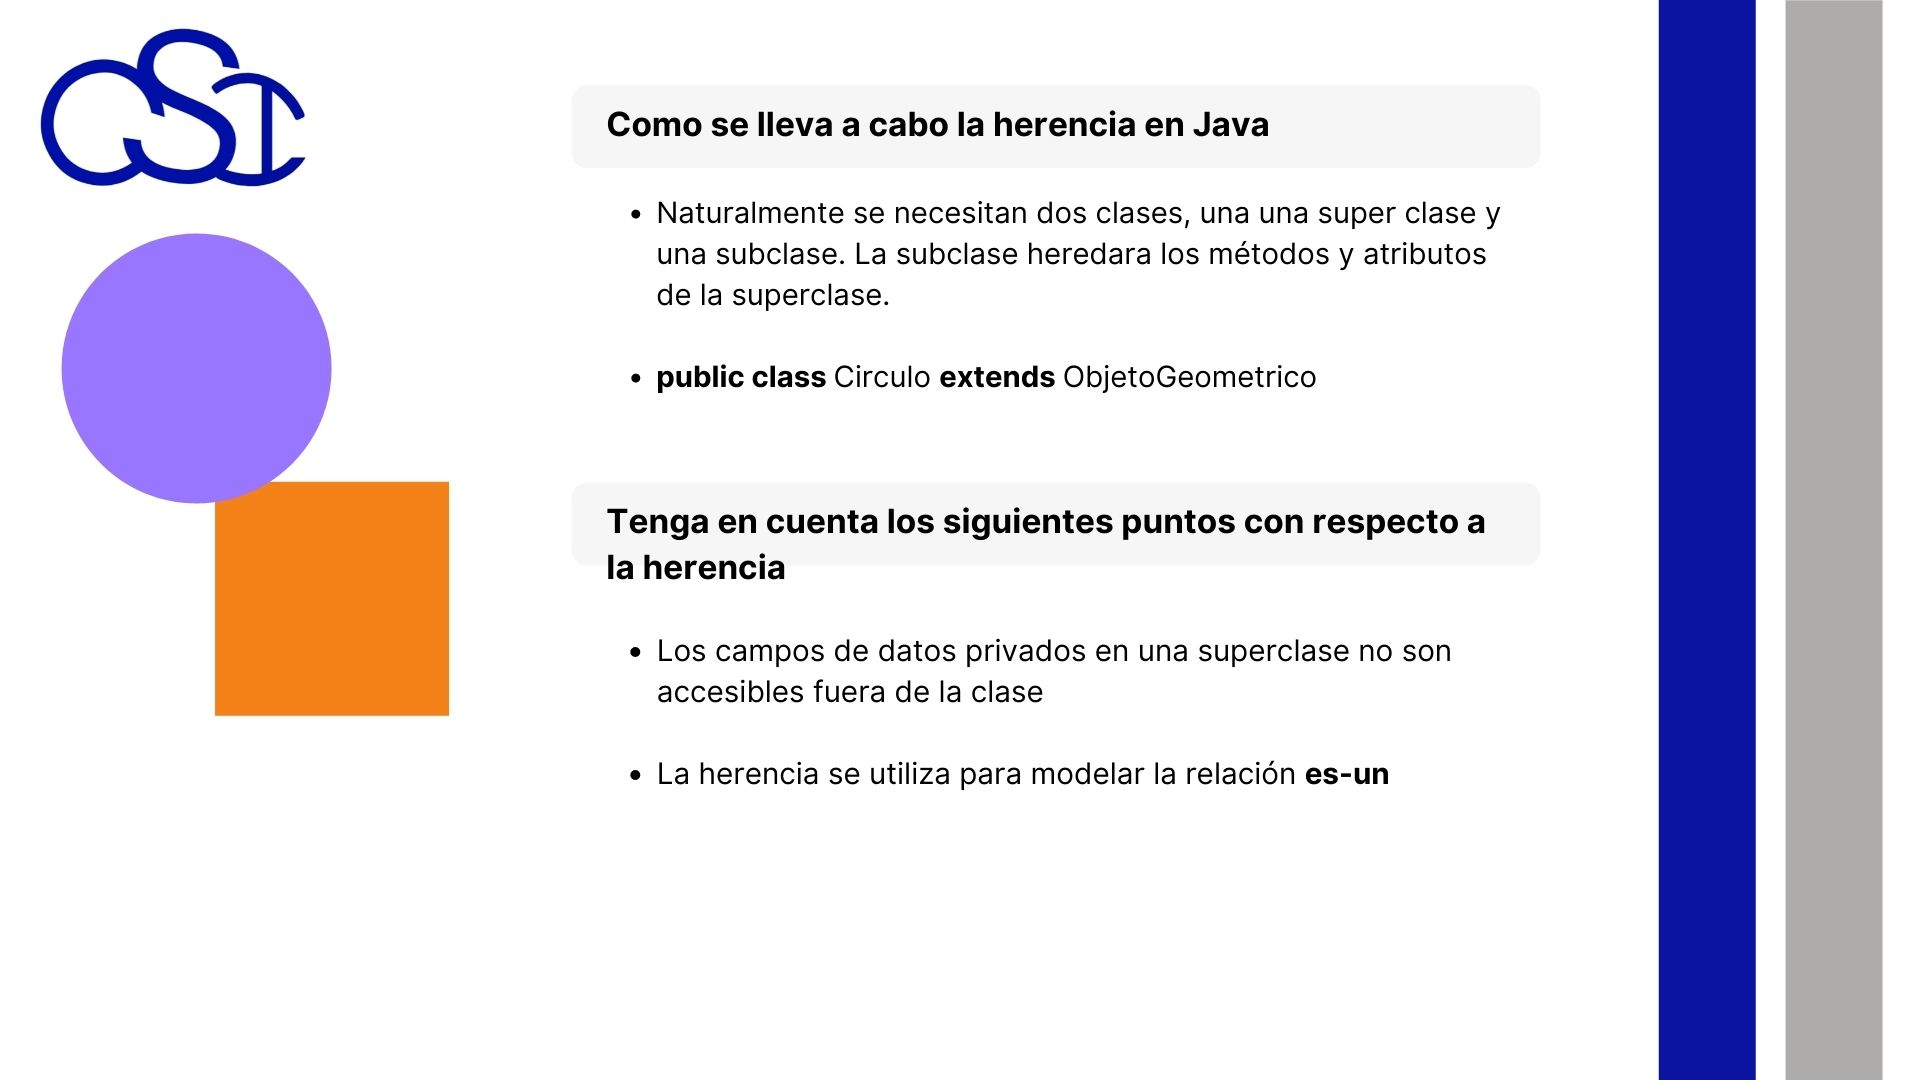 CSI
Como se lleva a cabo la herencia en Java
• Naturalmente se necesitan dos clases, una una super clase y
una subclase. La subclase heredara los métodos y atributos
de la superclase.
• public class Circulo extends ObjetoGeometrico
Tenga en cuenta los siguientes puntos con respecto a
la herencia
• Los campos de datos privados en una superclase no son
accesibles fuera de la clase
• La herencia se utiliza para modelar la relación es-un